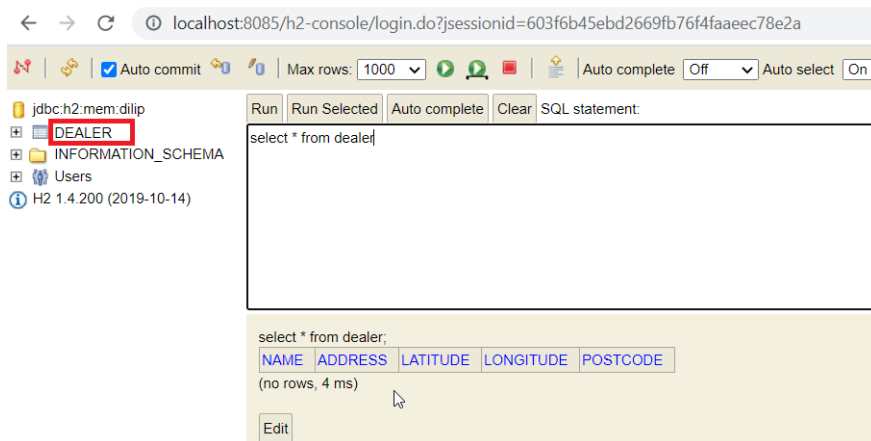 localhost:8085/h2-console/login.do?jsessionid=603f6b45ebd2669fb76f4faaeec78e2a
Auto commit Max rows: 1000 Auto complete Off Auto select On
jdbc:h2:mem:dilip
DEALER
INFORMATION_SCHEMA
Users
H2 1.4.200 (2019-10-14)
Run Run Selected Auto complete Clear SQL statement:
select * from dealer
select * from dealer;
NAME ADDRESS LATITUDE LONGITUDE POSTCODE
(no rows, 4 ms)
Edit